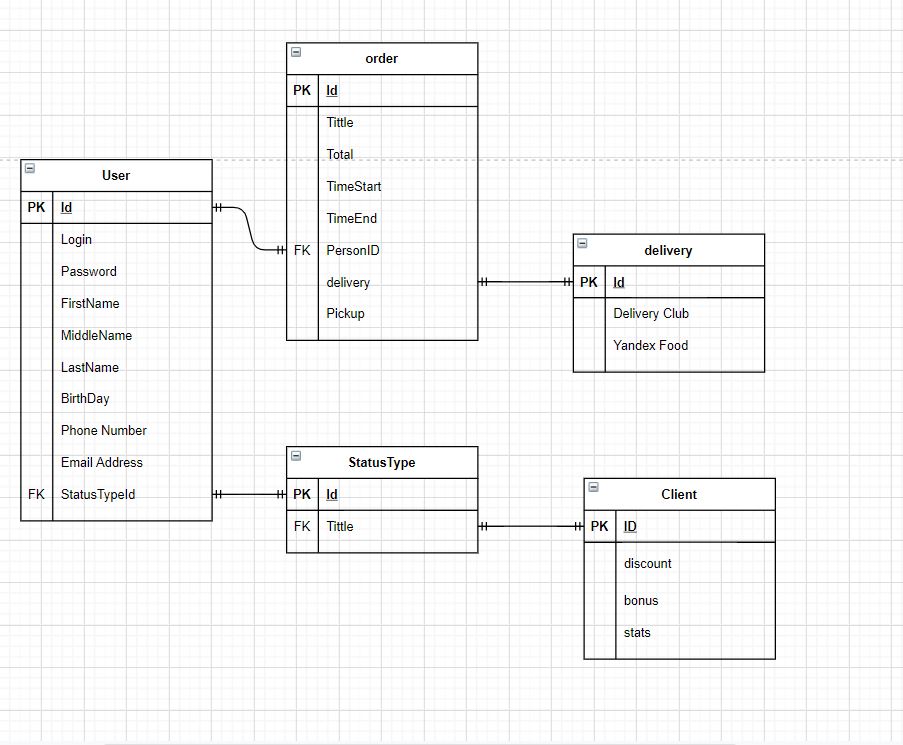 order
PK Id
Tittle
Total
TimeStart
TimeEnd
FK PersonID
delivery
Pickup
User
PK Id
Login
Password
FirstName
MiddleName
LastName
BirthDay
Phone Number
Email Address
FK StatusTypeId
delivery
PK Id
Delivery Club
Yandex Food
StatusType
PK Id
FK Tittle
Client
PK ID
discount
bonus
stats